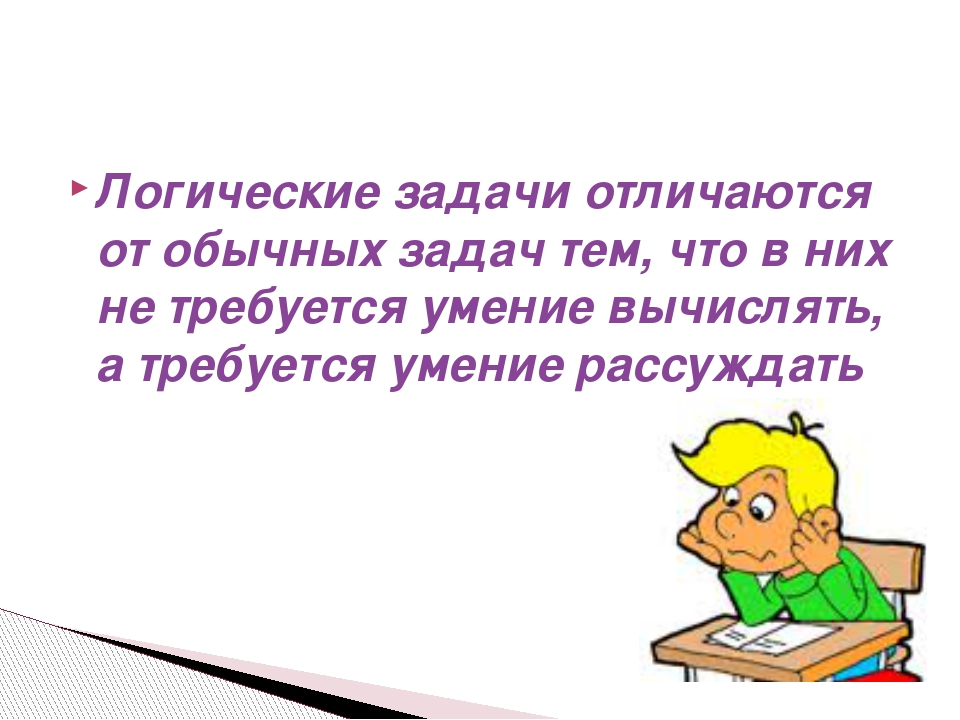 Логические задачи отличаются
от обычных задач тем, что в них
не требуется умение вычислять,
а требуется умение рассуждать